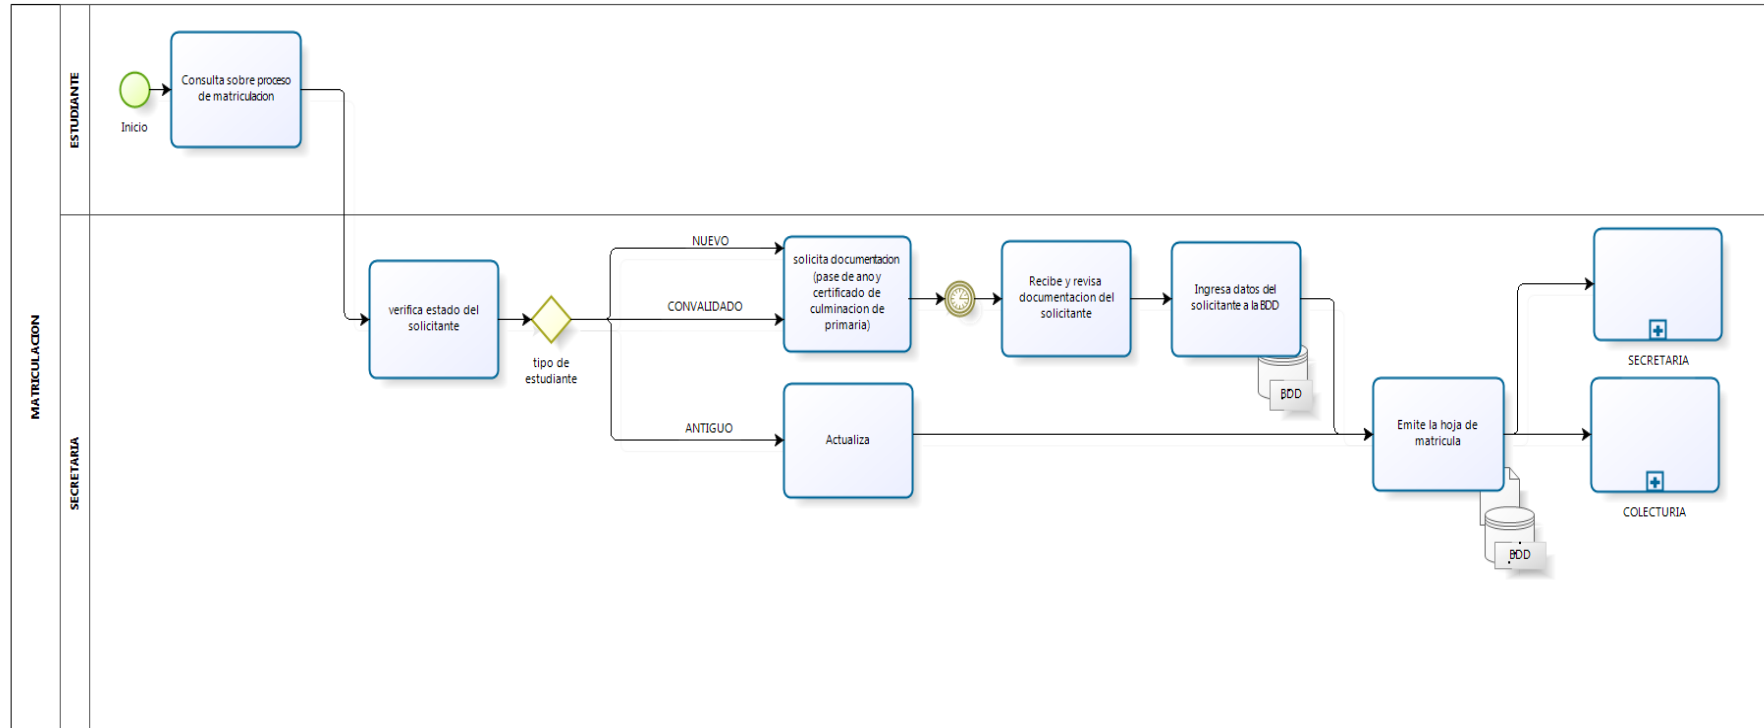 MATRICULACION
ESTUDIANTE
Inicio
Consulta sobre proceso
de matriculacion
SECRETARIA
verifica estado del
solicitante
tipo de
estudiante
NUEVO
CONVALIDADO
ANTIGUO
solicita documentacion
(pase de ano y
certificado de
culminacion de
primaria)
Actualiza
Recibe y revisa
documentacion del
solicitante
Ingresa datos del
solicitante a la BDD
BDD
Emite la hoja de
matricula
BDD
SECRETARIA
COLECTURIA